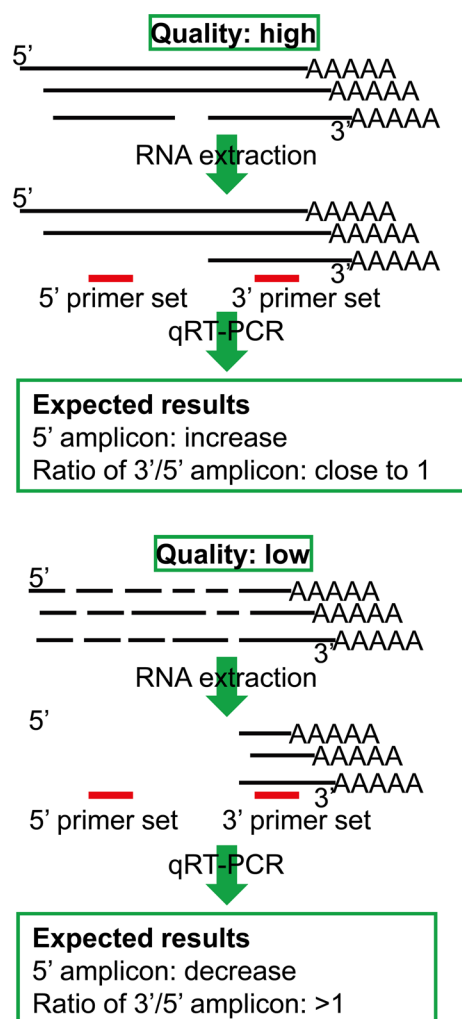 Quality: high
5’
AAAAA
AAAAA
3’AAAAA
RNA extraction
5’
AAAAA
AAAAA
AAAAA
3’
5’ primer set 3’ primer set
qRT-PCR
Expected results
5’ amplicon: increase
Ratio of 3’/5’ amplicon: close to 1
Quality: low
5’
AAAAA
AAAAA
3’AAAAA
RNA extraction
5’
AAAAA
AAAAA
3’AAAAA
5’ primer set 3’ primer set
qRT-PCR
Expected results
5’ amplicon: decrease
Ratio of 3’/5’ amplicon: >1